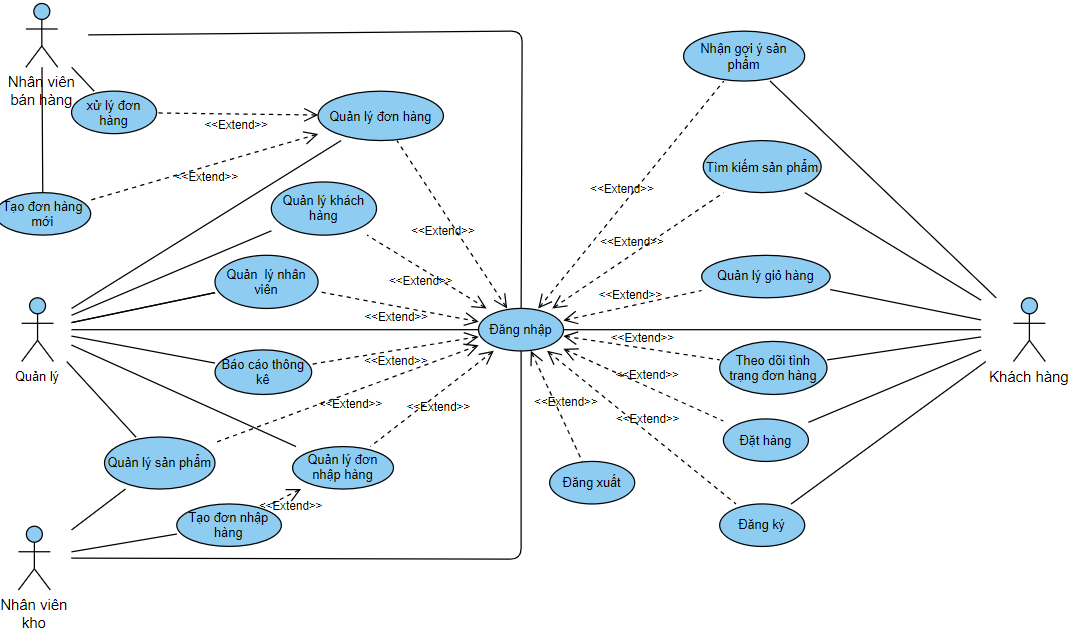 Nhân viên
bán hàng
xử lý đơn
hàng
<<Extend>>
Quản lý đơn hàng
<<Extend>>
Tạo đơn hàng
mới
Quản lý khách
hàng
<<Extend>>
<<Extend>>
Quản lý nhân
viên
<<Extend>>
Quản lý
Báo cáo thông
kê
<<Extend>>
<<Extend>>
<<Extend>>
Quản lý sản phẩm
Quản lý đơn
nhập hàng
<<Extend>>
Tạo đơn nhập
hàng
Nhân viên
kho
Đăng nhập
Nhận gợi ý sản
phẩm
<<Extend>>
Tìm kiếm sản phẩm
<<Extend>>
Quản lý giỏ hàng
<<Extend>>
<<Extend>>
Theo dõi tình
trạng đơn hàng
<<Extend>>
Đặt hàng
<<Extend>>
<<Extend>>
Đăng xuất
Đăng ký
Khách hàng